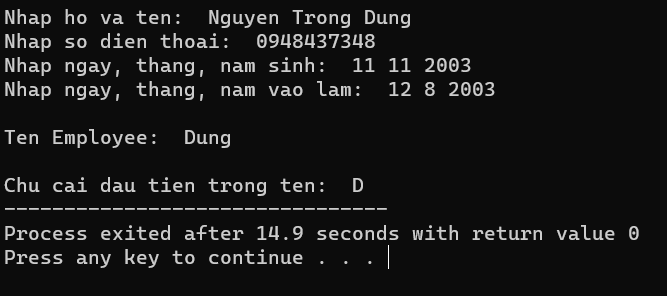 Nhap ho va ten:  Nguyen Trong Dung
Nhap so dien thoai:  0948437348
Nhap ngay, thang, nam sinh:  11 11 2003
Nhap ngay, thang, nam vao lam:  12 8 2003
Ten Employee:  Dung
Chu cai dau tien trong ten:  D
--------------------------------
Process exited after 14.9 seconds with return value 0
Press any key to continue . . .